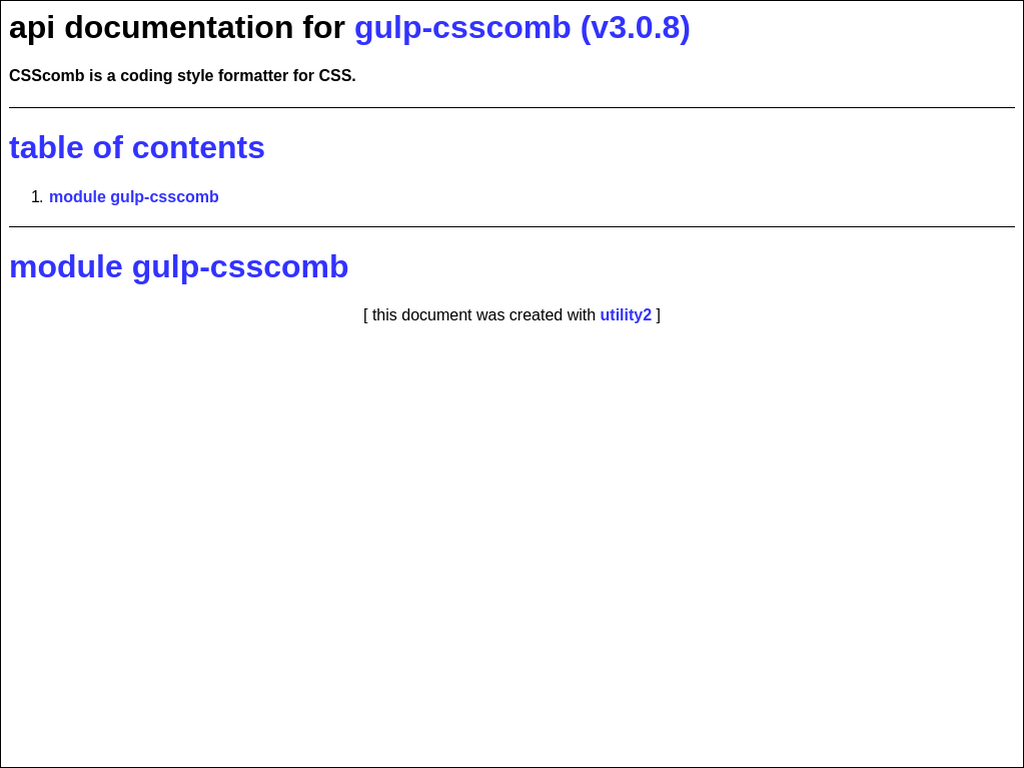 api documentation for gulp-csscomb (v3.0.8)
CSScomb is a coding style formatter for CSS.
table of contents
1. module gulp-csscomb
module gulp-csscomb
[ this document was created with utility2 ]